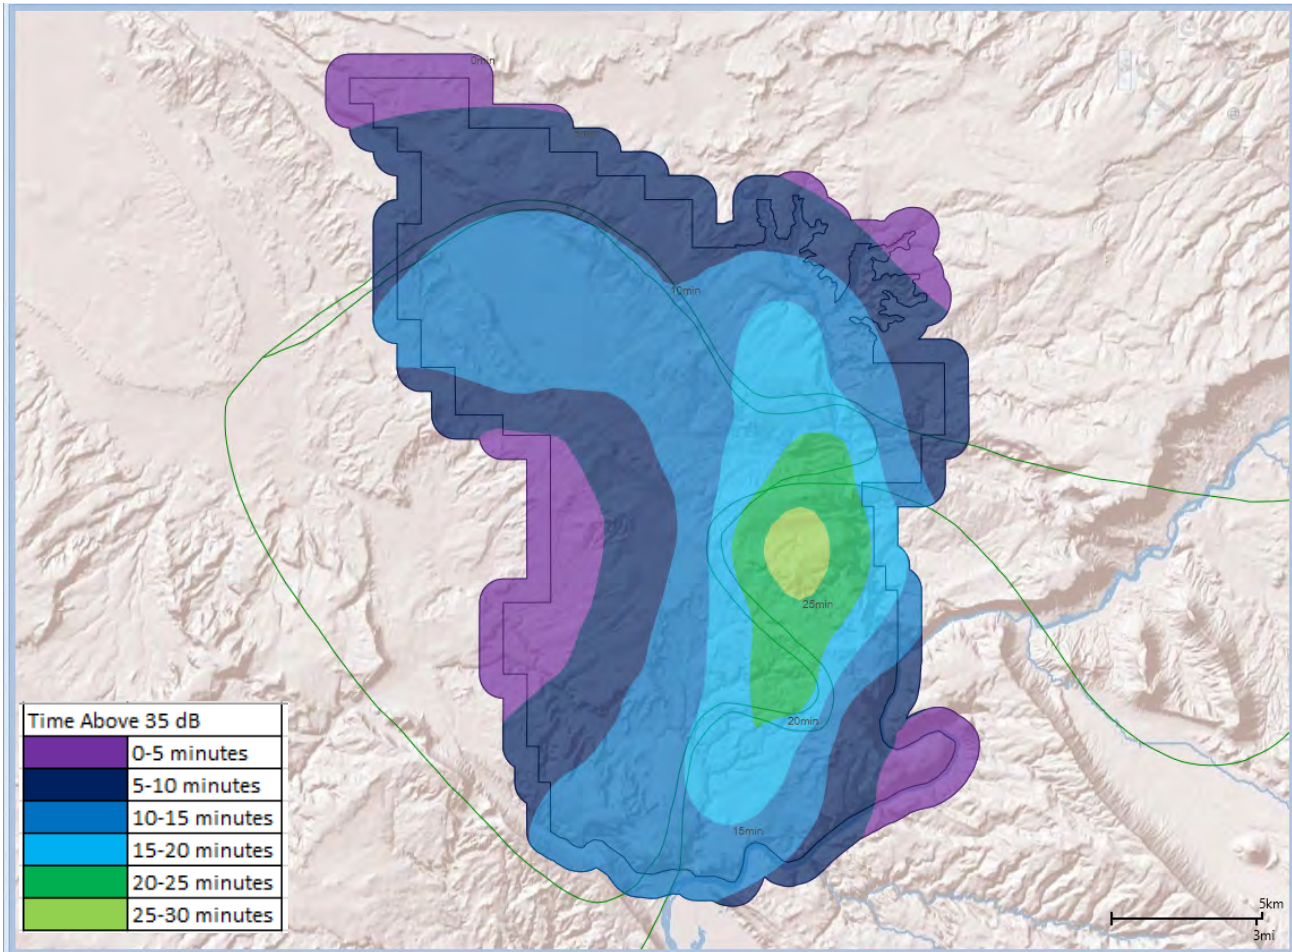 0min
10min
25min
20min
15min
Time Above 35 dB
0-5 minutes
5-10 minutes
10-15 minutes
15-20 minutes
20-25 minutes
25-30 minutes
5km
3mi